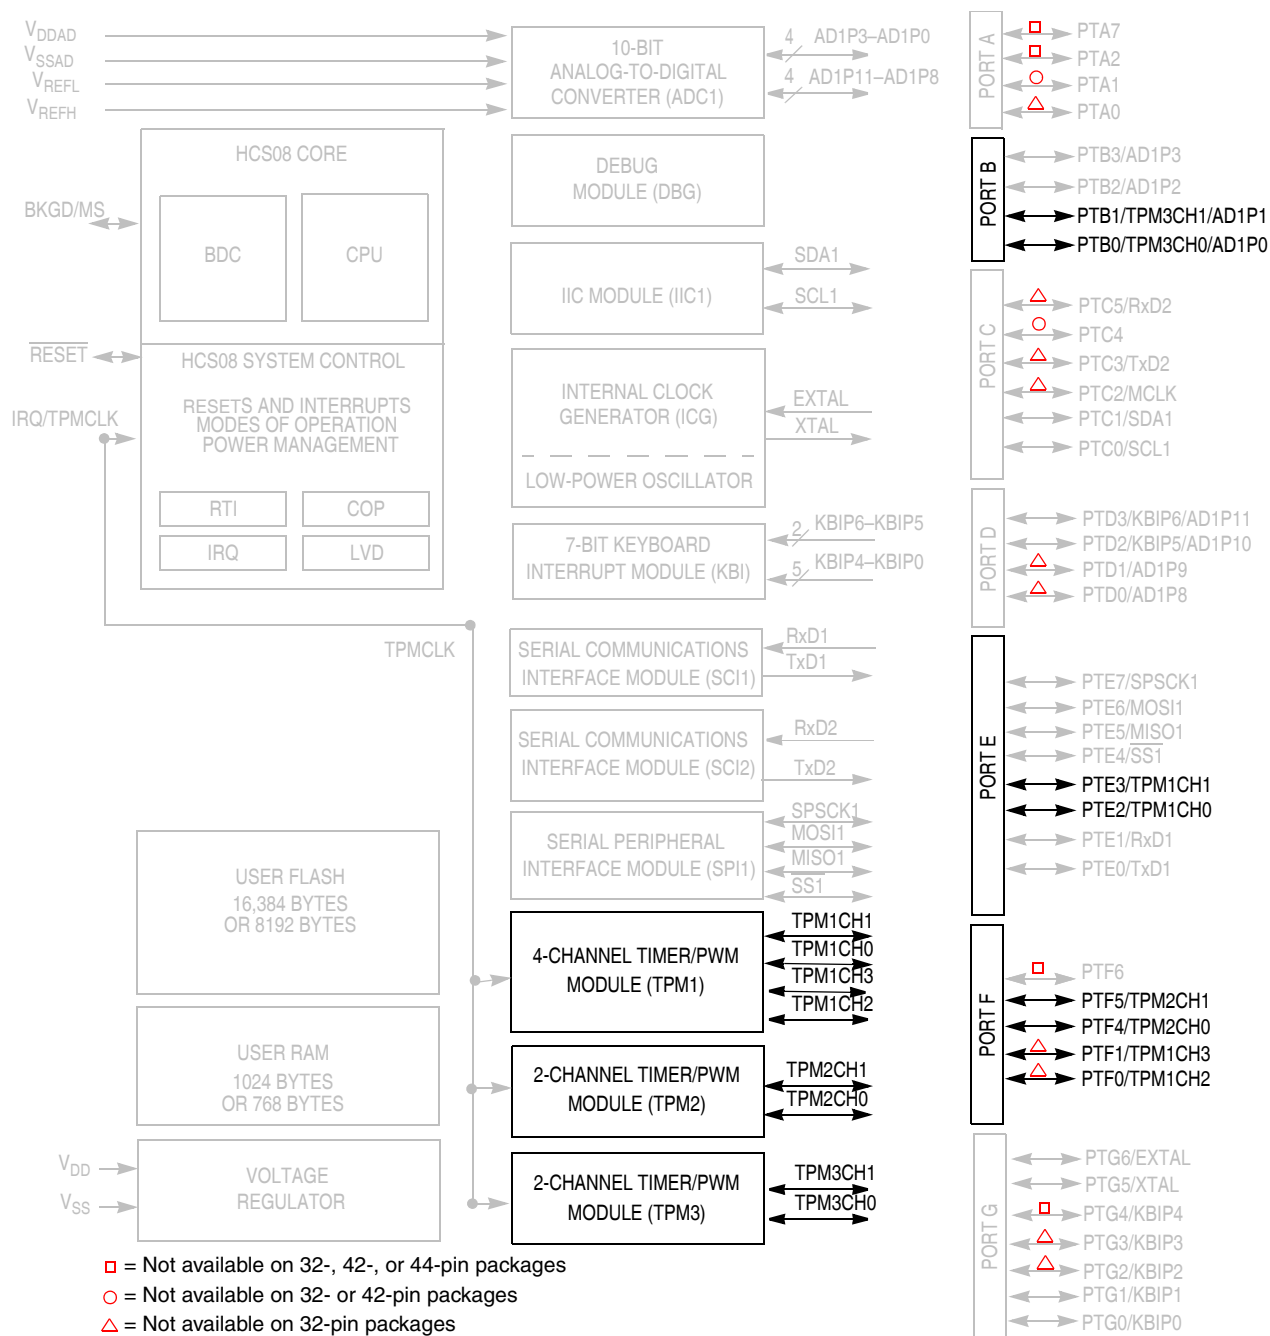 V_DDAD
V_SSAD
V_REFL
V_REFH
10-BIT
ANALOG-TO-DIGITAL
CONVERTER (ADC1)
4 AD1P3–AD1P0
4 AD1P11–AD1P8
HCS08 CORE
BDC
CPU
BKGD/MS
RESET
HCS08 SYSTEM CONTROL
RESETS AND INTERRUPTS
MODES OF OPERATION
POWER MANAGEMENT
IRQ/TPMCLK
RTI
COP
IRQ
LVD
TPMCLK
DEBUG
MODULE (DBG)
IIC MODULE (IIC1)
SDA1
SCL1
INTERNAL CLOCK
GENERATOR (ICG)
LOW-POWER OSCILLATOR
EXTAL
XTAL
7-BIT KEYBOARD
INTERRUPT MODULE (KBI)
2 KBIP6–KBIP5
5 KBIP4–KBIP0
SERIAL COMMUNICATIONS
INTERFACE MODULE (SCI1)
RxD1
TxD1
SERIAL COMMUNICATIONS
INTERFACE MODULE (SCI2)
RxD2
TxD2
SERIAL PERIPHERAL
INTERFACE MODULE (SPI1)
SPSCK1
MOSI1
MISO1
SS1
USER FLASH
16,384 BYTES
OR 8192 BYTES
USER RAM
1024 BYTES
OR 768 BYTES
V_DD
V_SS
VOLTAGE
REGULATOR
4-CHANNEL TIMER/PWM
MODULE (TPM1)
TPM1CH1
TPM1CH0
TPM1CH3
TPM1CH2
2-CHANNEL TIMER/PWM
MODULE (TPM2)
TPM2CH1
TPM2CH0
2-CHANNEL TIMER/PWM
MODULE (TPM3)
TPM3CH1
TPM3CH0
PORT A
PTA7
PTA2
PTA1
PTA0
PORT B
PTB3/AD1P3
PTB2/AD1P2
PTB1/TPM3CH1/AD1P1
PTB0/TPM3CH0/AD1P0
PORT C
PTC5/RxD2
PTC4
PTC3/TxD2
PTC2/MCLK
PTC1/SDA1
PTC0/SCL1
PORT D
PTD3/KBIP6/AD1P11
PTD2/KBIP5/AD1P10
PTD1/AD1P9
PTD0/AD1P8
PORT E
PTE7/SPSCK1
PTE6/MOSI1
PTE5/MISO1
PTE4/SS1
PTE3/TPM1CH1
PTE2/TPM1CH0
PTE1/RxD1
PTE0/TxD1
PORT F
PTF6
PTF5/TPM2CH1
PTF4/TPM2CH0
PTF1/TPM1CH3
PTF0/TPM1CH2
PORT G
PTG6/EXTAL
PTG5/XTAL
PTG4/KBIP4
PTG3/KBIP3
PTG2/KBIP2
PTG1/KBIP1
PTG0/KBIP0
= Not available on 32-, 42-, or 44-pin packages
= Not available on 32- or 42-pin packages
= Not available on 32-pin packages